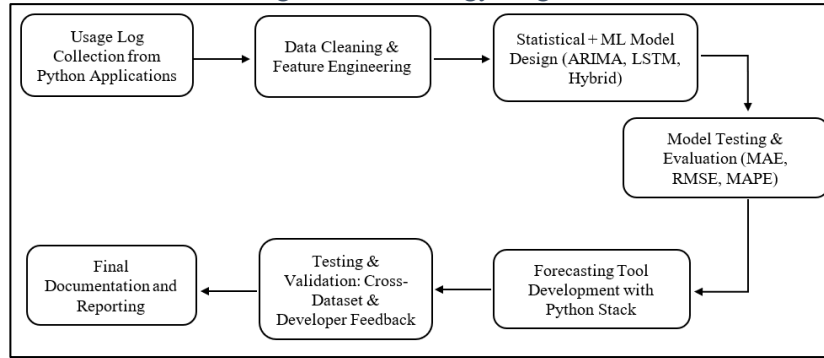 Usage Log
Collection from
Python Applications
Data Cleaning &
Feature Engineering
Statistical + ML Model
Design (ARIMA, LSTM,
Hybrid)
Model Testing &
Evaluation (MAE,
RMSE, MAPE)
Forecasting Tool
Development with
Python Stack
Testing &
Validation: Cross-
Dataset &
Developer Feedback
Final
Documentation and
Reporting